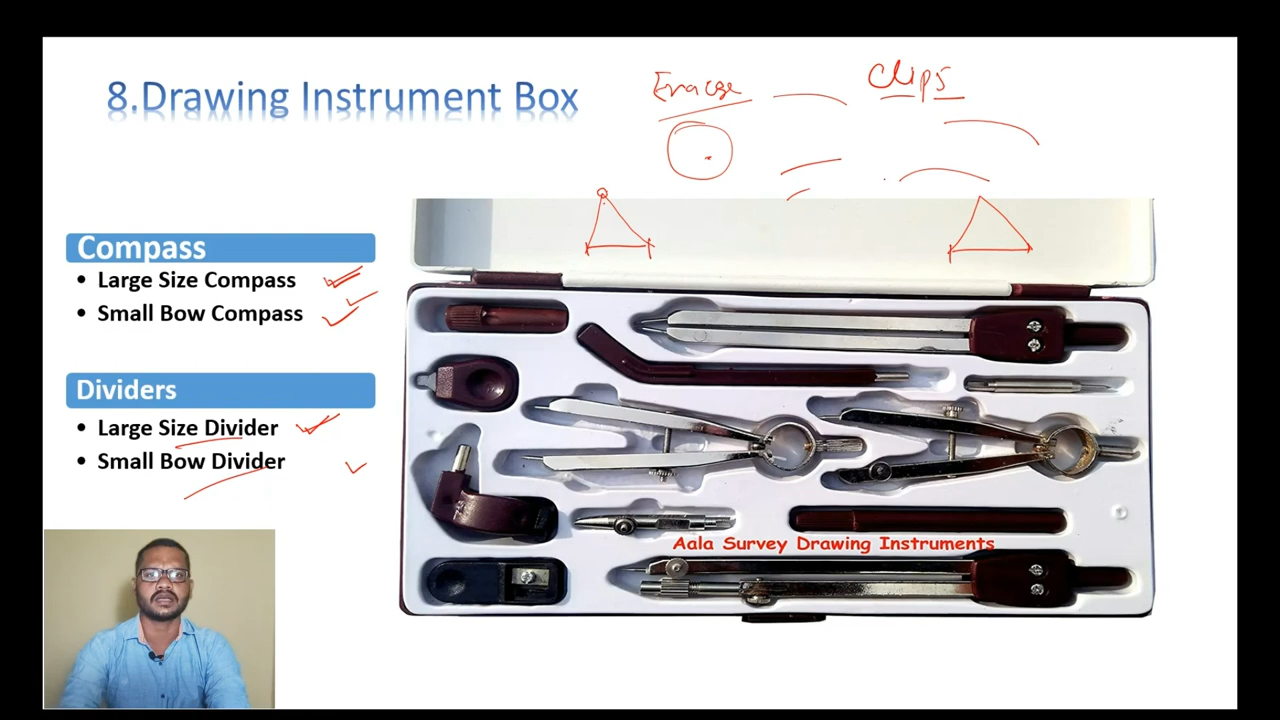 8.Drawing Instrument Box
Eracse
Clips
Compass
• Large Size Compass
• Small Bow Compass
Dividers
• Large Size Divider
• Small Bow Divider
Aala Survey Drawing Instruments